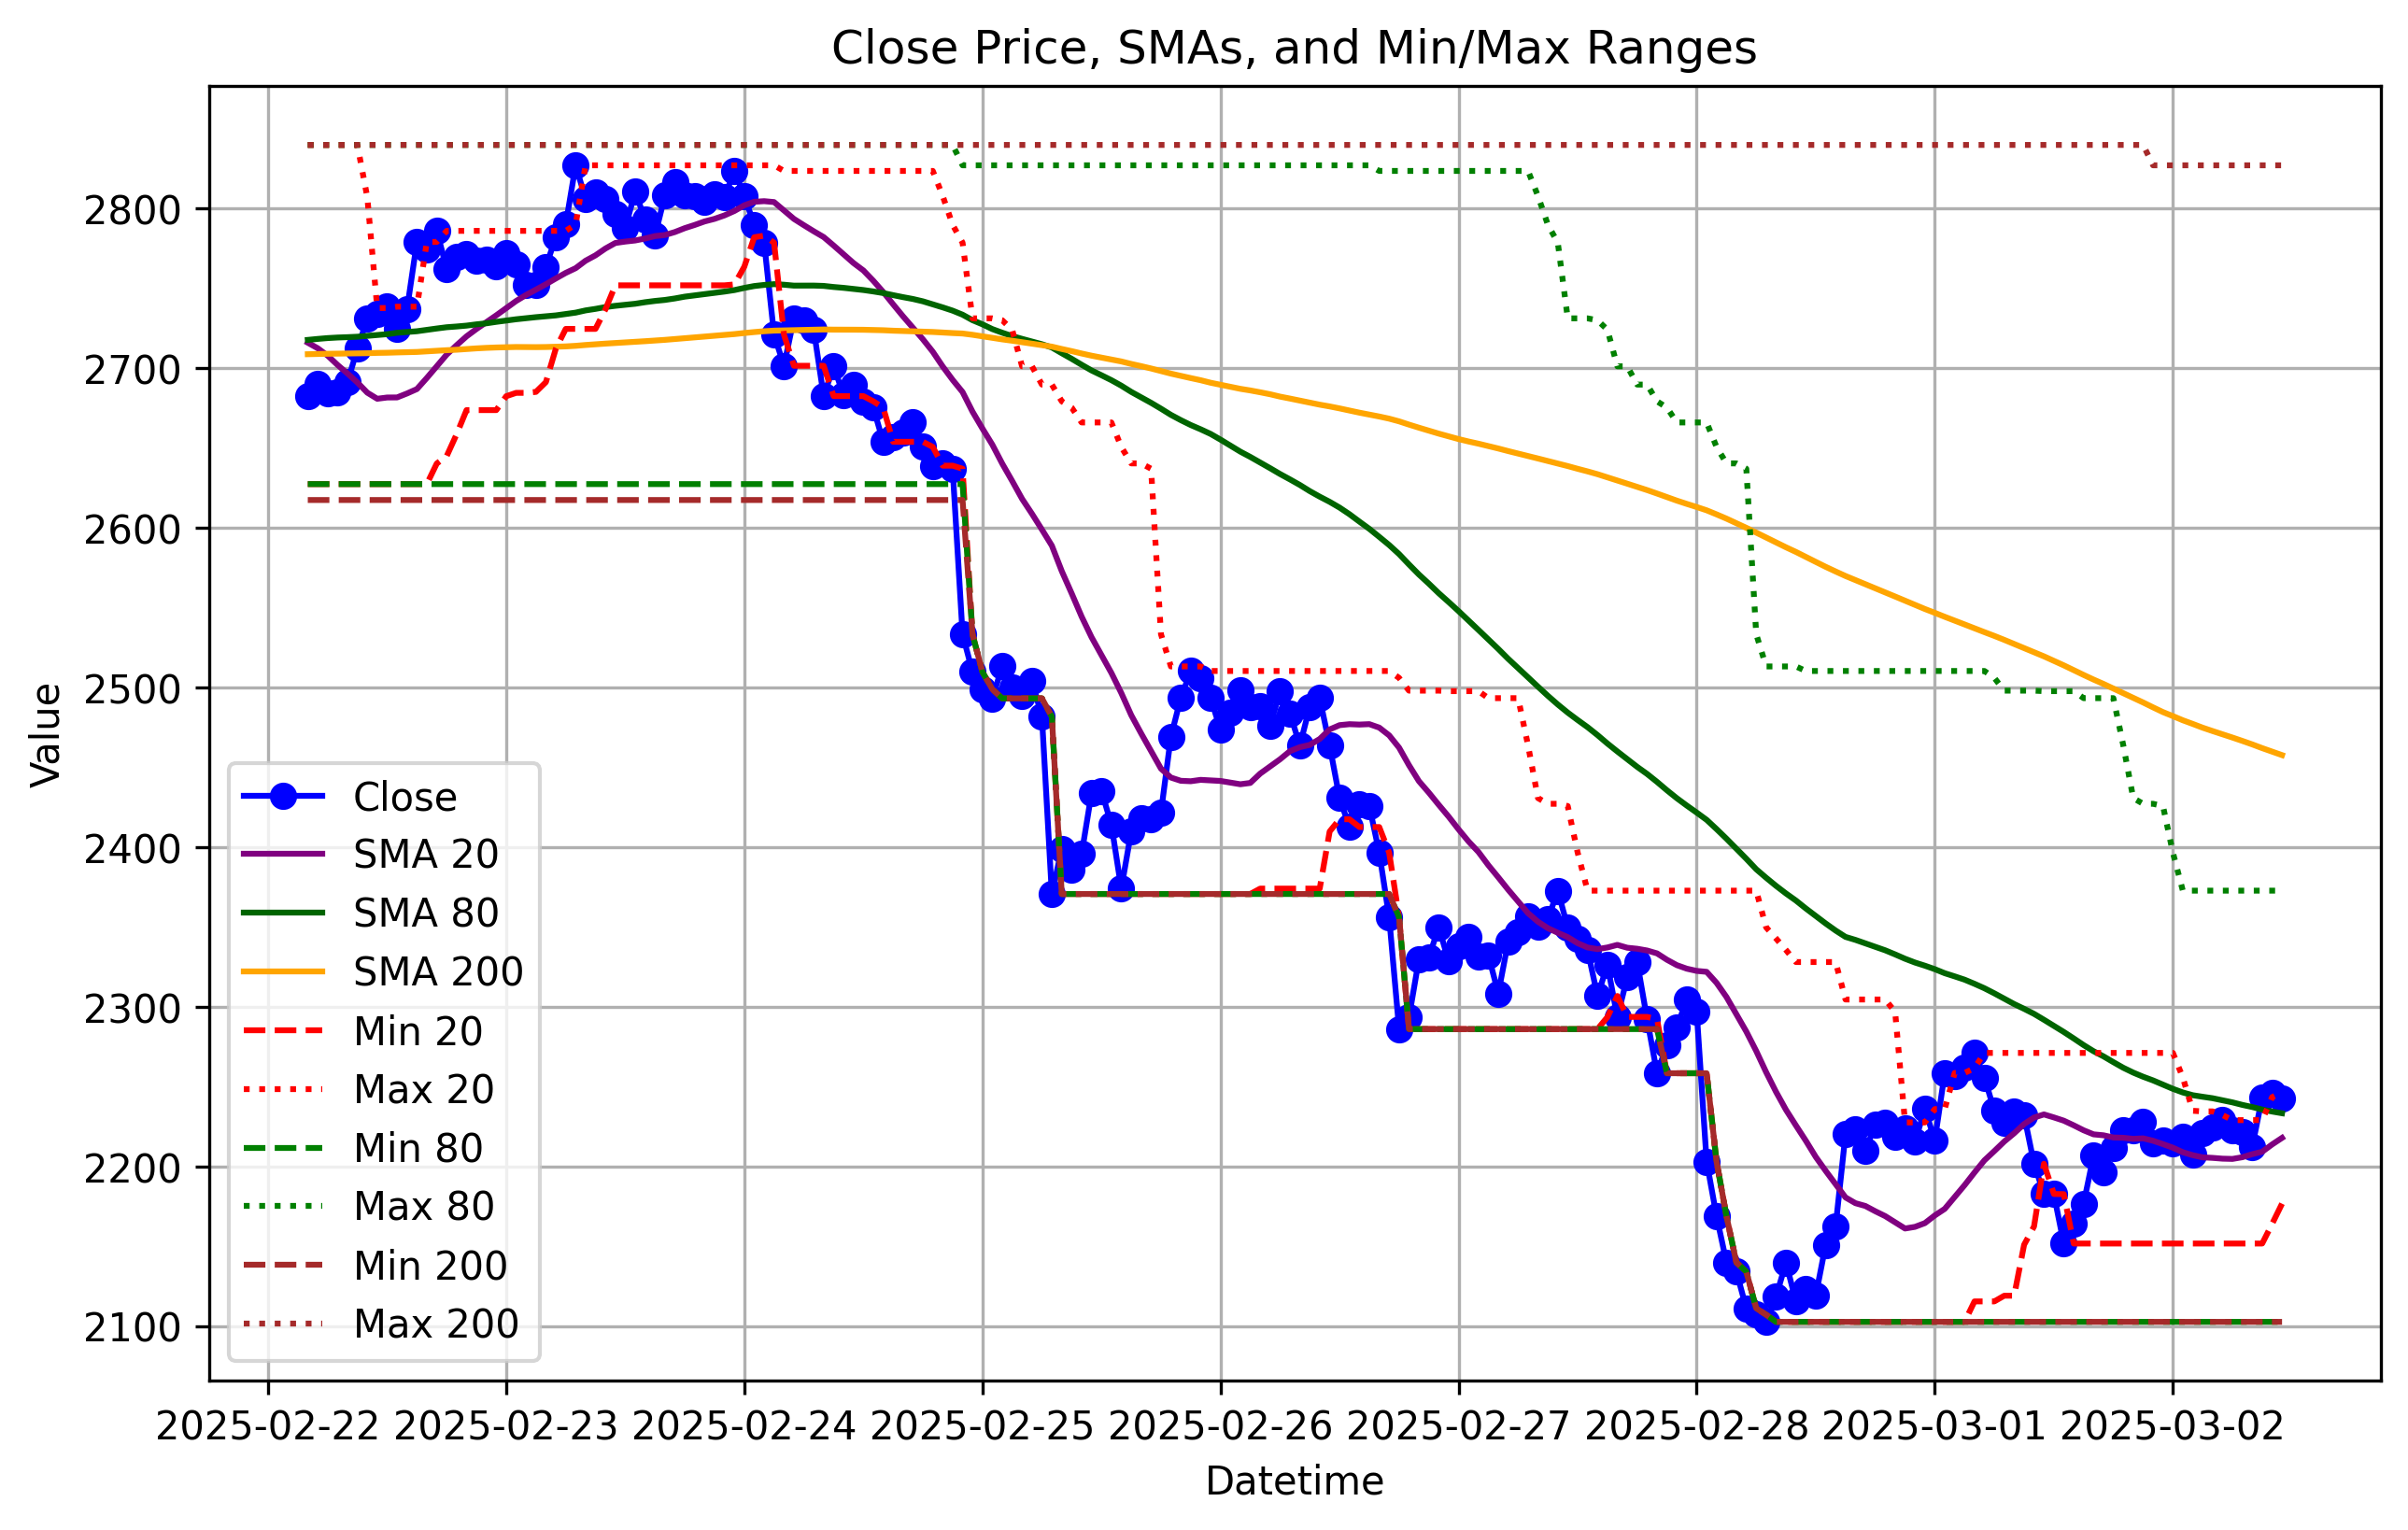 Close Price, SMAs, and Min/Max Ranges
Value
2800
2700
2600
2500
2400
2300
2200
2100
Close
SMA 20
SMA 80
SMA 200
Min 20
Max 20
Min 80
Max 80
Min 200
Max 200
2025-02-22 2025-02-23 2025-02-24 2025-02-25 2025-02-26 2025-02-27 2025-02-28 2025-03-01 2025-03-02
Datetime